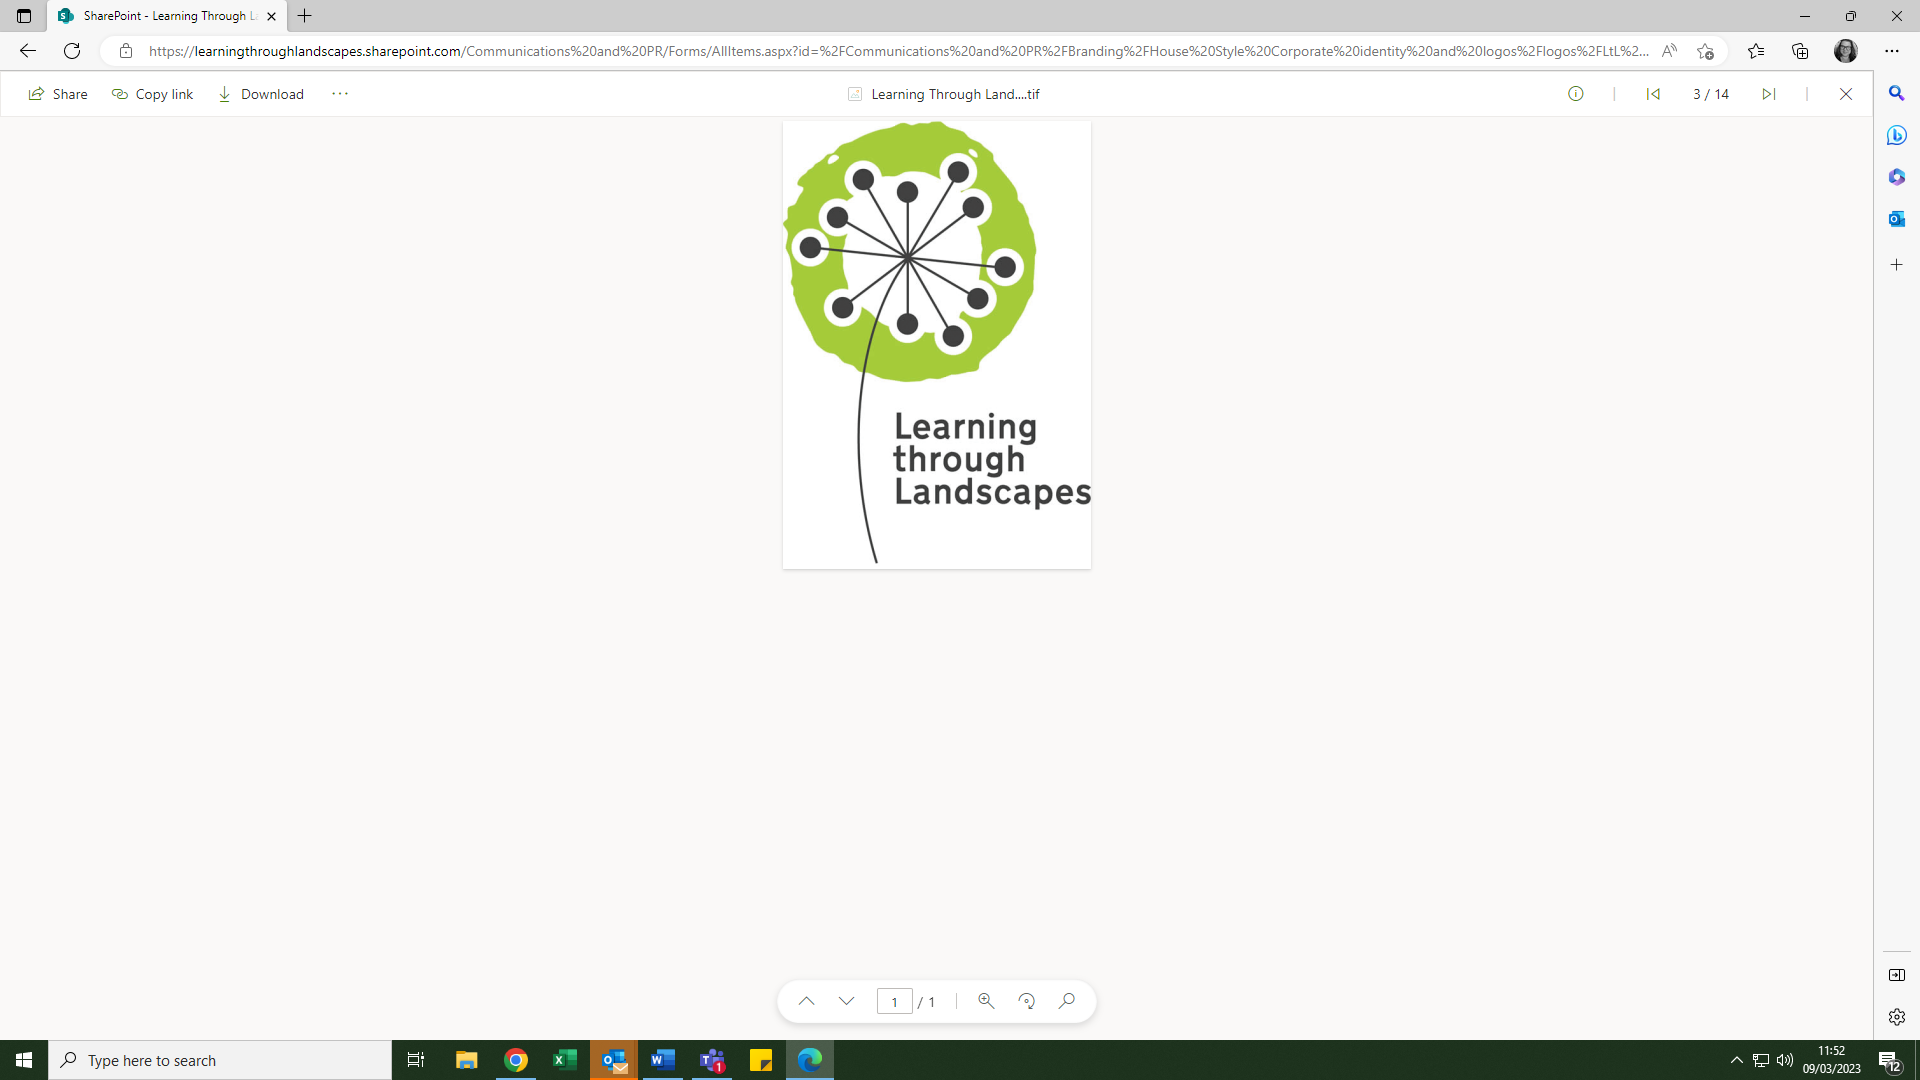 SharePoint - Learning Through L
https://learningthroughlandscapes.sharepoint.com/Communications%20and%20PR/Forms/AllItems.aspx?id=%2FCommunications%20and%20PR%2FBranding%2FHouse%20Style%20Corporate%20identity%20and%20logos%2Flogos%2FLtL%2...
Share Copy link Download ··· Learning Through Land....tif 3 / 14
Learning
through
Landscapes
1 / 1
Type here to search
1
11:52
09/03/2023
12